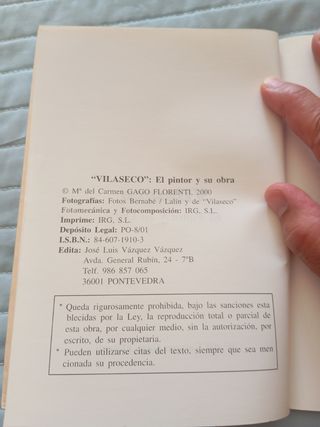 “VILASECO”: El pintor y su obra
© Mª del Carmen GAGO FLORENTI, 2000
Fotografías: Fotos Bernabé / Lalín y de “Vilaseco”
Fotomecánica y Fotocomposición: IRG, S.L.
Imprime: IRG, S.L.
Depósito Legal: PO-8/01
I.S.B.N.: 84-607-1910-3
Edita: José Luis Vázquez Vázquez
Avda. General Rubín, 24 - 7ºB
Telf. 986 857 065
36001 PONTEVEDRA
* Queda rigurosamente prohibida, bajo las sanciones esta
blecidas por la Ley, la reproducción total o parcial de
esta obra, por cualquier medio, sin la autorización, por
escrito, de su propietaria.
* Pueden utilizarse citas del texto, siempre que sea men
cionada su procedencia.